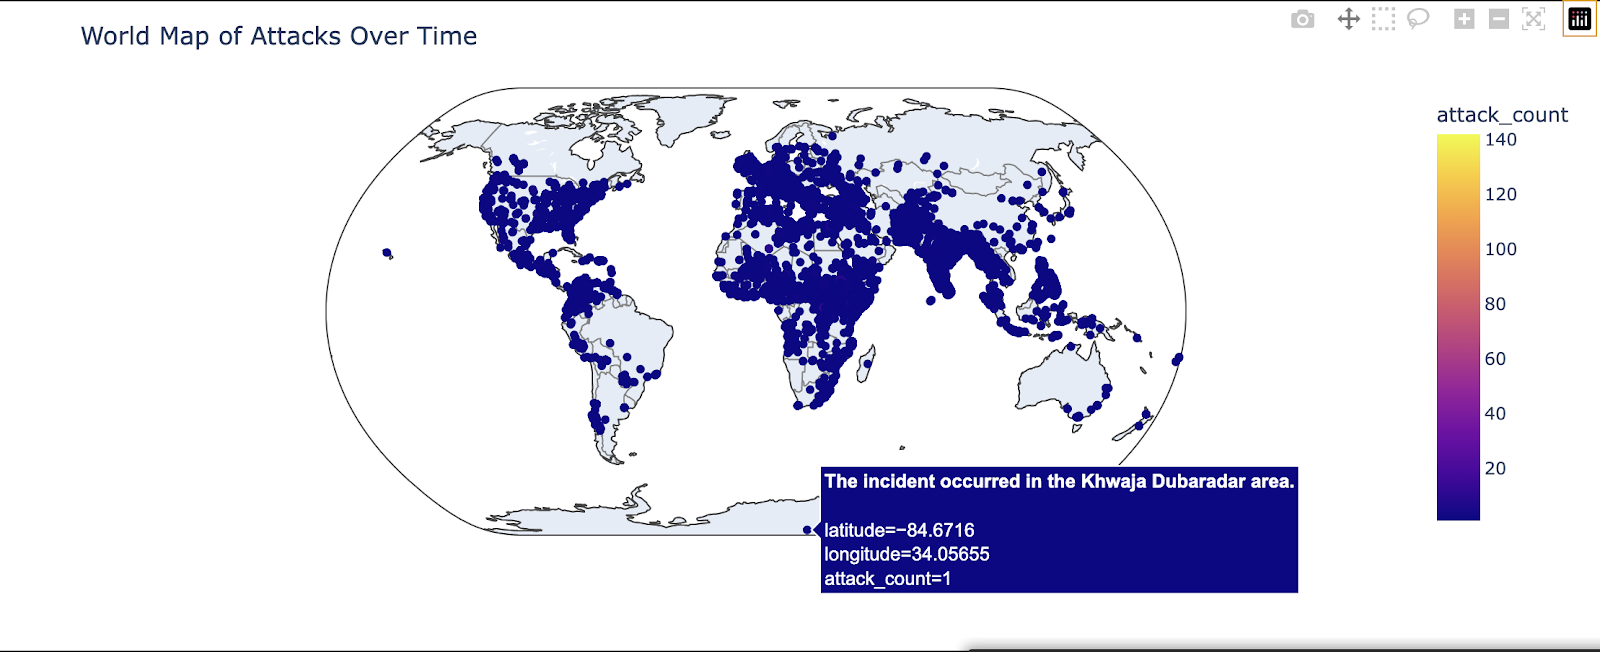 World Map of Attacks Over Time
attack_count
140
120
100
80
60
40
20
The incident occurred in the Khwaja Dubaradar area.
latitude=−84.6716
longitude=34.05655
attack_count=1